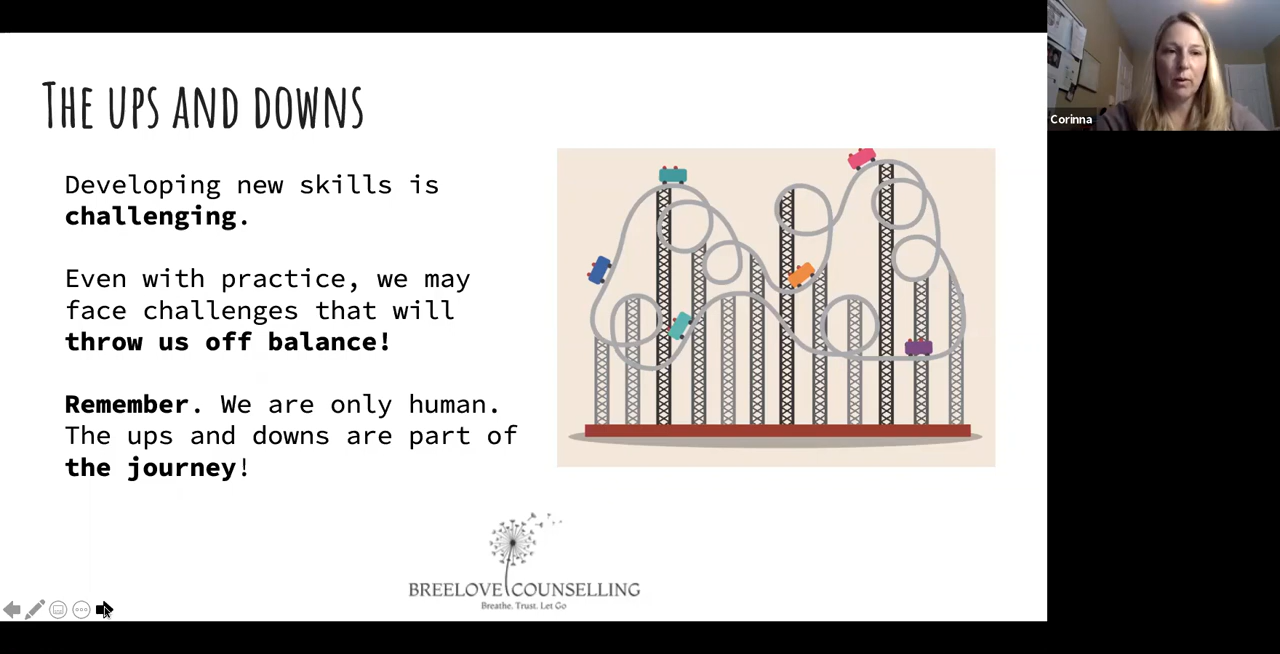 The ups and downs
Developing new skills is
challenging.
Even with practice, we may
face challenges that will
throw us off balance!
Remember. We are only human.
The ups and downs are part of
the journey!
BREELOVE COUNSELLING
Breathe. Trust. Let Go
Corinna